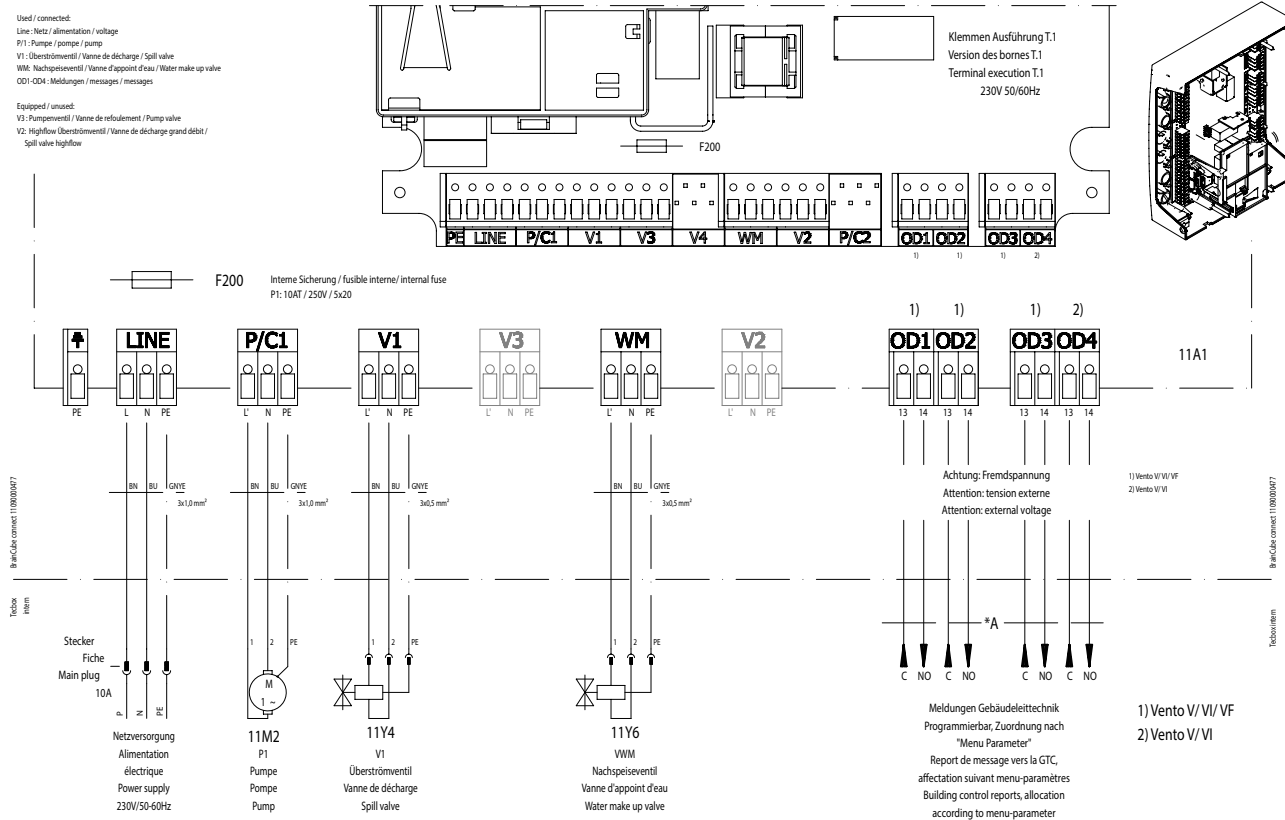 Used / connected:
Line : Netz / alimentation / voltage
P/1 : Pumpe / pompe / pump
V1 : Überströmventil / Vanne de décharge / Spill valve
WM: Nachspeiseventil / Vanne d'appoint d'eau / Water make up valve
OD1-OD4 : Meldungen / messages / messages
Equipped / unused:
V3 : Pumpenventil / Vanne de refoulement / Pump valve
V2: Highflow Überströmventil / Vanne de décharge grand débit /
Spill valve highflow
Klemmen Ausführung T.1
Version des bornes T.1
Terminal execution T.1
230V 50/60Hz
F200
PE LINE P/C1 V1 V3 V4 WM V2 P/C2 OD1 OD2 OD3 OD4
1) 1) 1) 2)
F200
Interne Sicherung / fusible interne/ internal fuse
P1: 10AT / 250V / 5x20
1) 1) 1) 2)
LINE P/C1 V1 V3 WM V2 OD1 OD2 OD3 OD4
11A1
PE L N PE L' N PE L' N PE L' N PE L' N PE L' N PE 13 14 13 14 13 14 13 14
BN BU GNYE BN BU GNYE BN BU GNYE BN BU GNYE
3x1,0 mm² 3x1,0 mm² 3x0,5 mm² 3x0,5 mm²
Achtung: Fremdspannung
Attention: tension externe
Attention: external voltage
1) Vento V/ VI/ VF
2) Vento V/ VI
BrainCube connect 11090000477
BrainCube connect 11090000477
Tecbox
intern
Tecbox intern
Stecker
Fiche
Main plug
10A
P N PE
1 2 PE
M
1 ~
1 2 PE
1 2 PE
*A
C NO C NO C NO C NO
Netzversorgung
Alimentation
électrique
Power supply
230V/50-60Hz
11M2
P1
Pumpe
Pompe
Pump
11Y4
V1
Überströmventil
Vanne de décharge
Spill valve
11Y6
VWM
Nachspeiseventil
Vanne d'appoint d'eau
Water make up valve
Meldungen Gebäudeleittechnik
Programmierbar, Zuordnung nach
"Menu Parameter"
Report de message vers la GTC,
affectation suivant menu-paramètres
Building control reports, allocation
according to menu-parameter
1) Vento V/ VI/ VF
2) Vento V/ VI